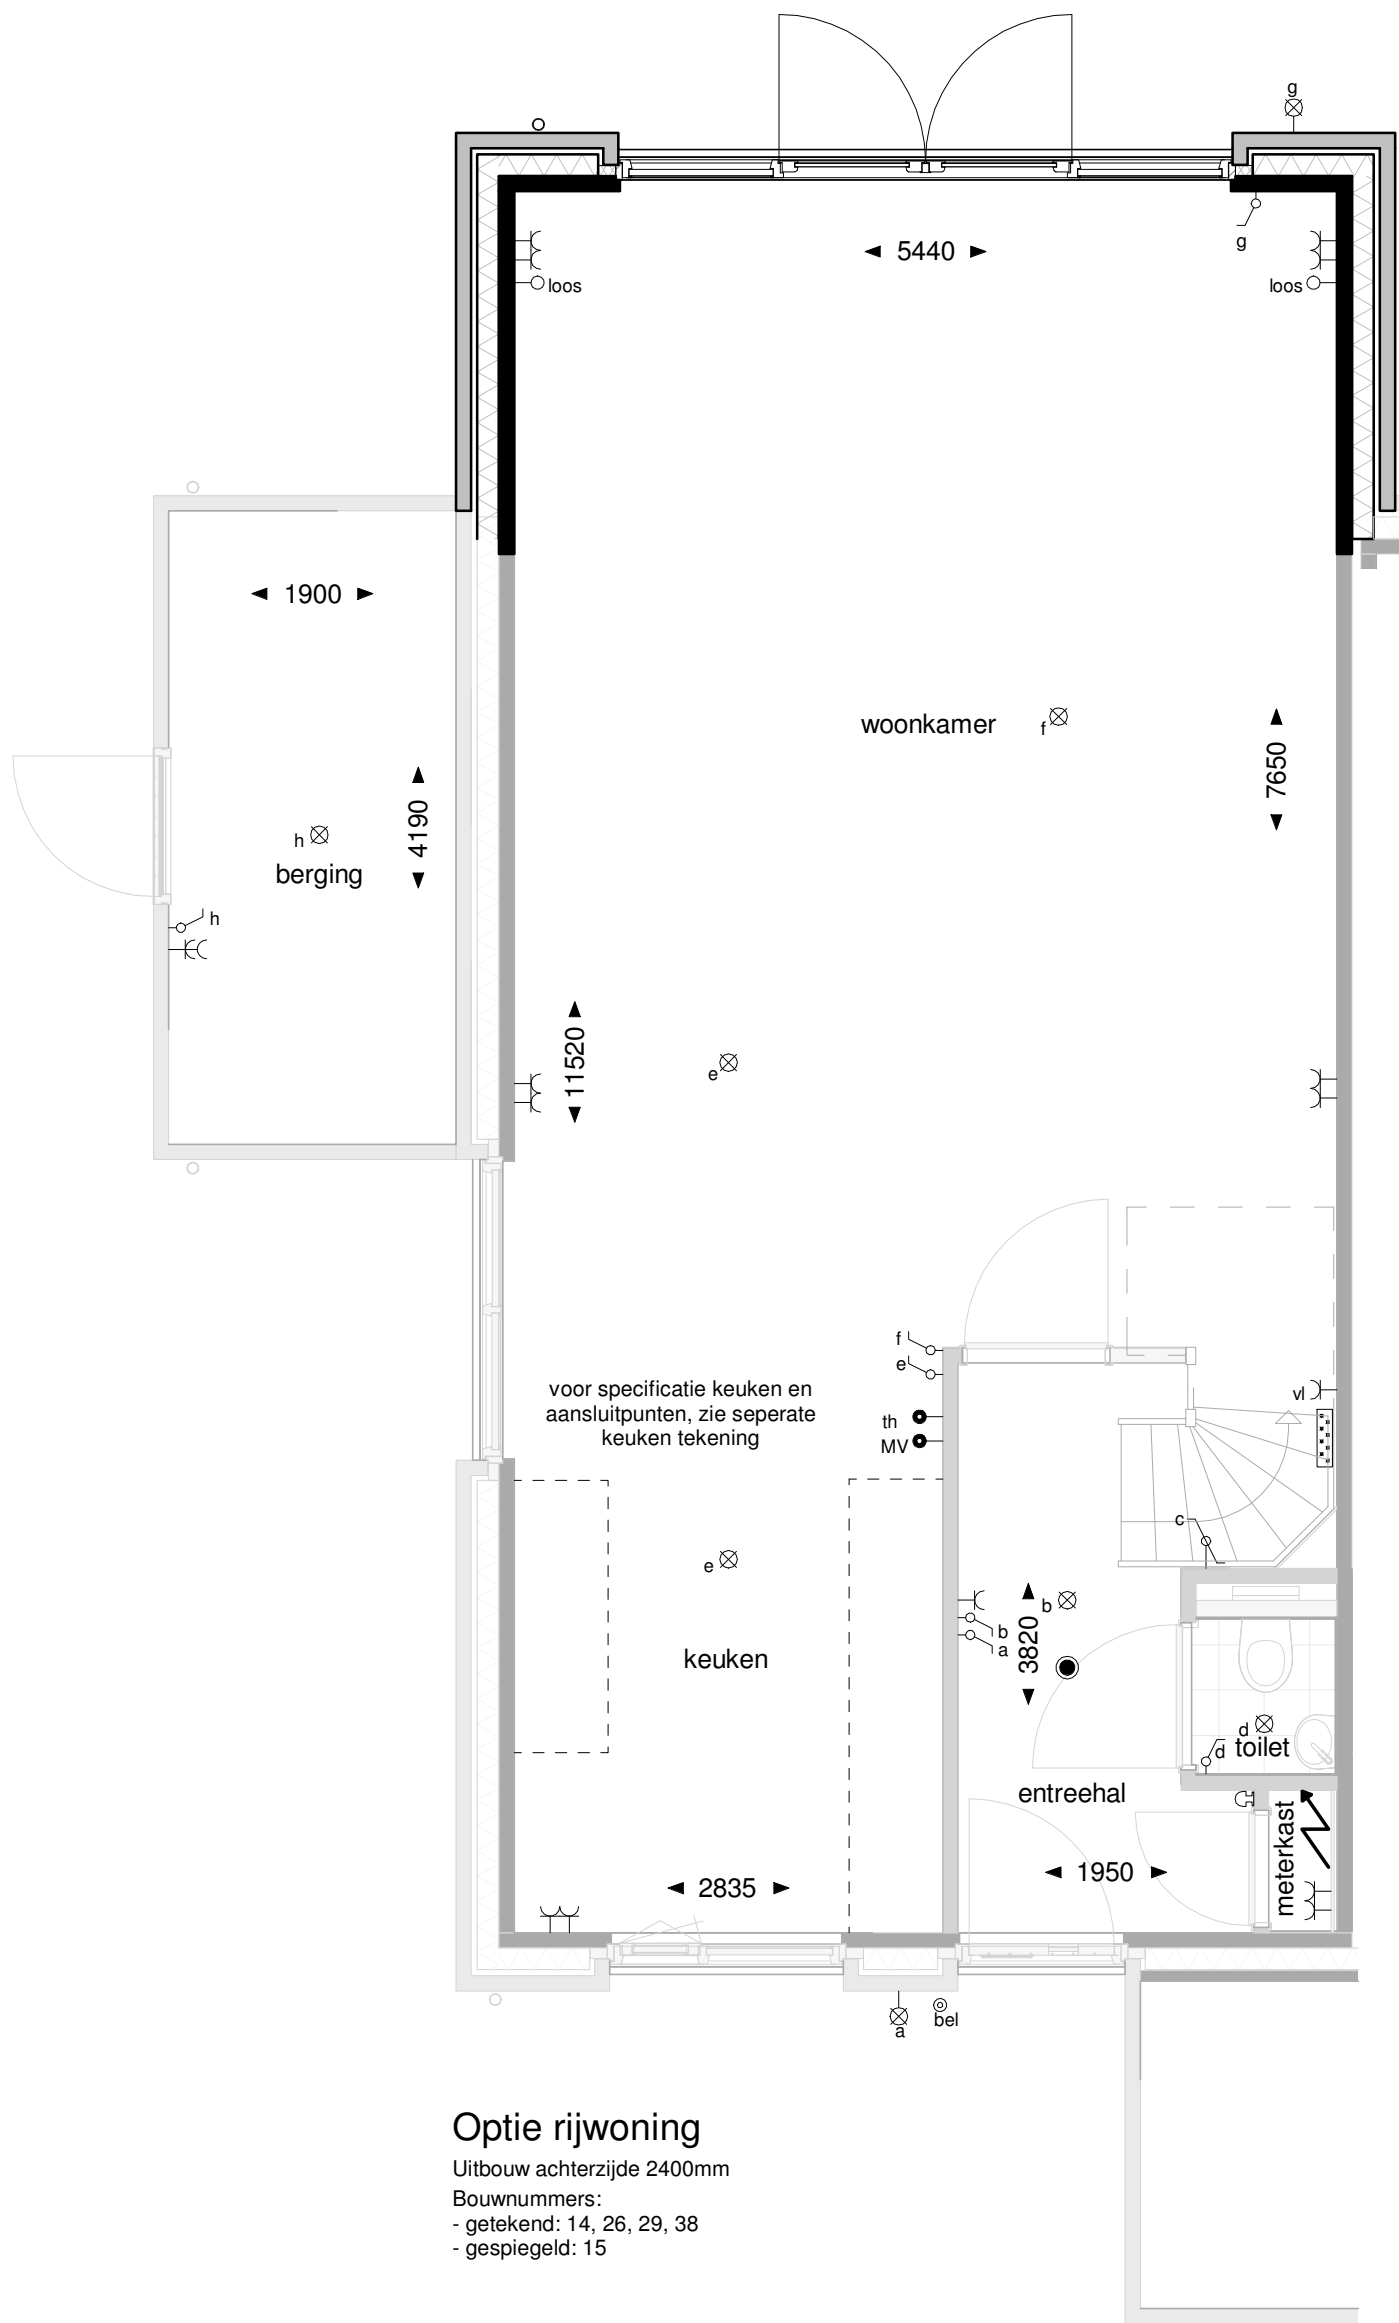 g
g
5440
loos
loos
1900
woonkamer
f
7650
4190
h
berging
h
11520
e
f
e
voor specificatie keuken en
aansluitpunten, zie seperate
keuken tekening
th
MV
vl
c
e
b
b
a
3820
keuken
d
d
toilet
entreehal
meterkast
1950
2835
a
bel
Optie rijwoning
Uitbouw achterzijde 2400mm
Bouwnummers:
- getekend: 14, 26, 29, 38
- gespiegeld: 15